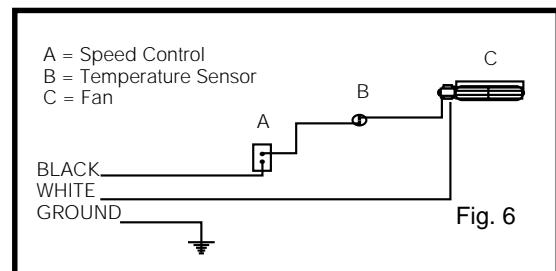 A = Speed Control
B = Temperature Sensor
C = Fan
C
B
A
BLACK
WHITE
GROUND
Fig. 6